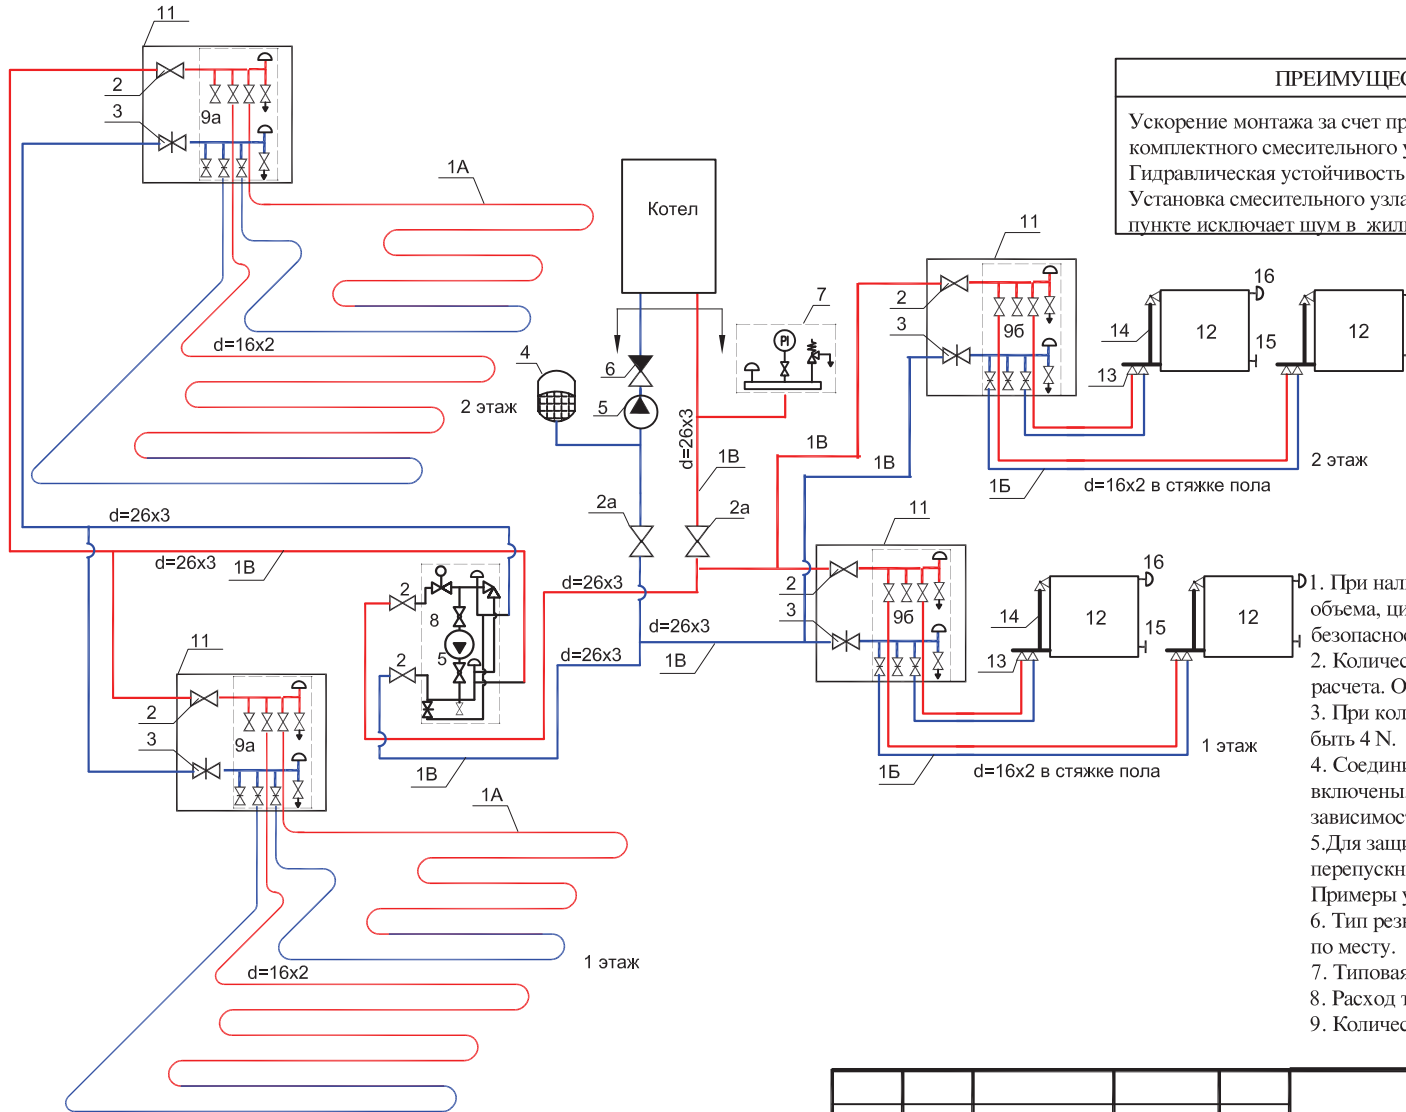 11
2
3
9а
1А
d=16x2
2 этаж
Котел
7
PI
4
6
5
d=26x3
1В
2а
2а
ПРЕИМУЩЕС
Ускорение монтажа за счет пр
комплектного смесительного у
Гидравлическая устойчивость
Установка смесительного узла
пункте исключает шум в жил
11
2
3
9б
1В
1В
16
14
12
15
13
12
2 этаж
1Б
d=16x2 в стяжке пола
d=26x3
d=26x3
1В
2
8
5
2
d=26x3
d=26x3
d=26x3
1В
1В
11
2
3
9б
16
14
12
15
13
12
1 этаж
1Б
d=16x2 в стяжке пола
11
2
3
9а
1А
d=16x2
1 этаж
1. При нал
объема, ци
безопаснос
2. Количес
расчета. О
3. При кол
быть 4 N.
4. Соедини
включены
зависимос
5.Для защи
перепускн
Примеры у
6. Тип рез
по месту.
7. Типовая
8. Расход т
9. Количес